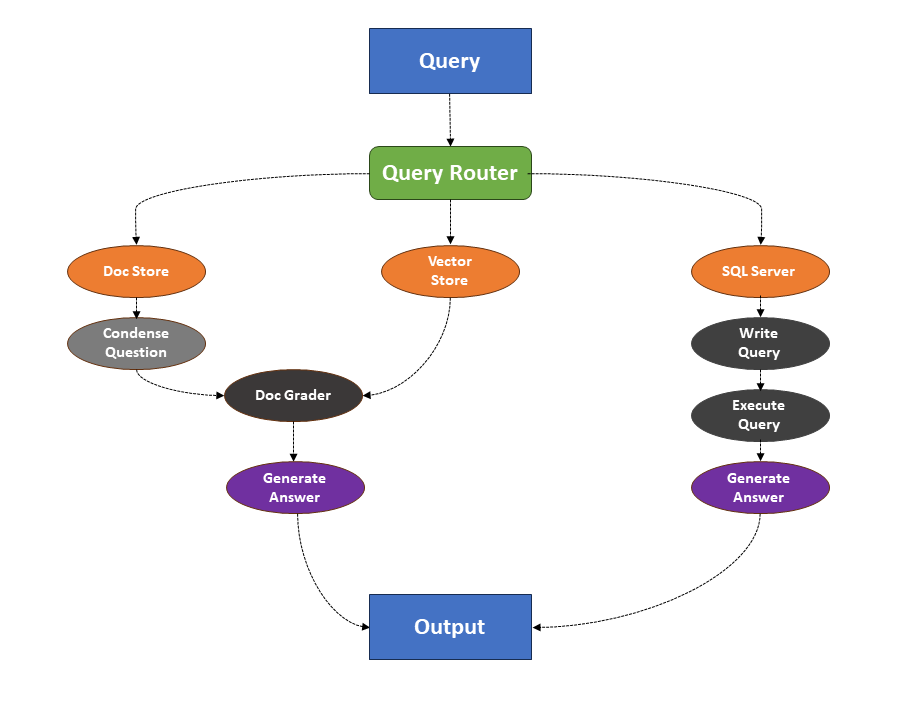 Query
Query Router
Doc Store
Vector
Store
SQL Server
Condense
Question
Write
Query
Doc Grader
Execute
Query
Generate
Answer
Generate
Answer
Output